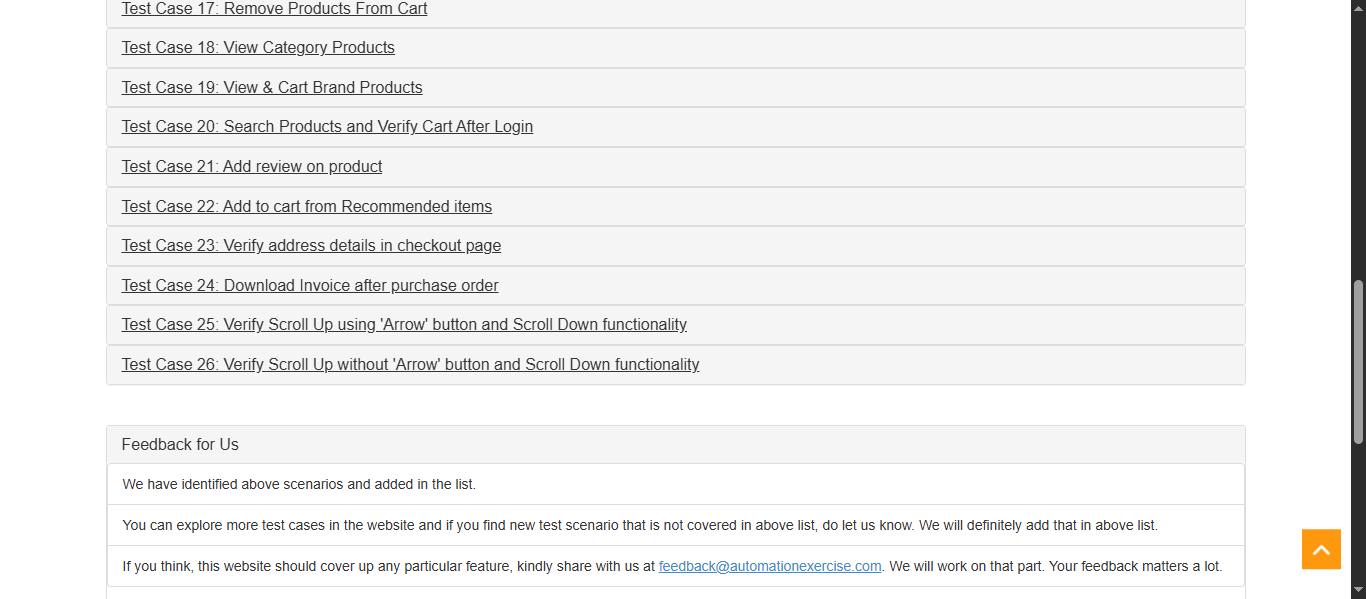 Test Case 17: Remove Products From Cart
Test Case 18: View Category Products
Test Case 19: View & Cart Brand Products
Test Case 20: Search Products and Verify Cart After Login
Test Case 21: Add review on product
Test Case 22: Add to cart from Recommended items
Test Case 23: Verify address details in checkout page
Test Case 24: Download Invoice after purchase order
Test Case 25: Verify Scroll Up using 'Arrow' button and Scroll Down functionality
Test Case 26: Verify Scroll Up without 'Arrow' button and Scroll Down functionality
Feedback for Us
We have identified above scenarios and added in the list.
You can explore more test cases in the website and if you find new test scenario that is not covered in above list, do let us know. We will definitely add that in above list.
If you think, this website should cover up any particular feature, kindly share with us at feedback@automationexercise.com. We will work on that part. Your feedback matters a lot.